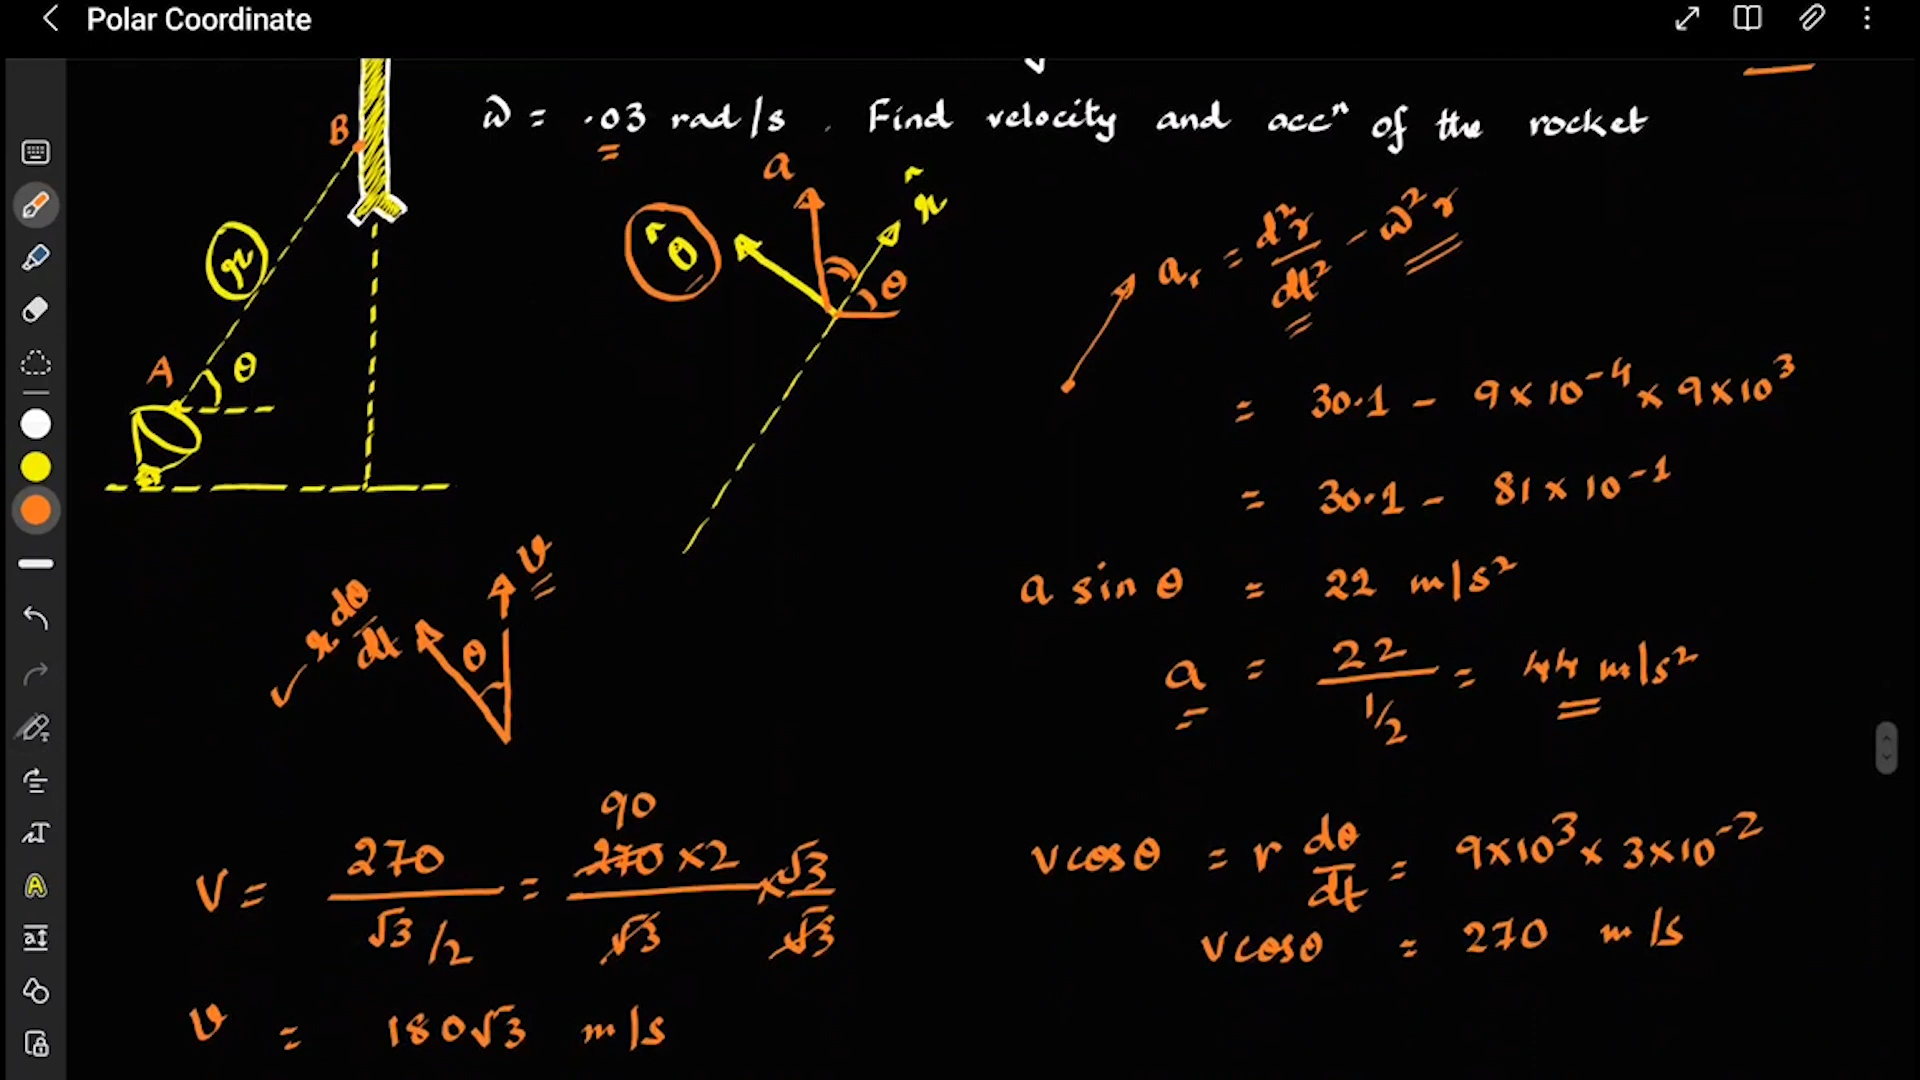 Polar Coordinate
ω = .03 rad/s . Find velocity and accⁿ of the rocket
B
r
A
θ
a
θ̂
r̂
θ
aᵣ = d²r/dt² - ω²r
= 30.1 - 9×10⁻⁴ × 9×10³
= 30.1 - 81×10⁻¹
a sin θ = 22 m/s²
a = 22 / 1/2 = 44 m/s²
r dθ/dt
θ
v
V = 270 / √3/2 = 270×2 / √3 × √3/√3
90
v = 180√3 m/s
v cosθ = r dθ/dt = 9×10³ × 3×10⁻²
v cosθ = 270 m/s